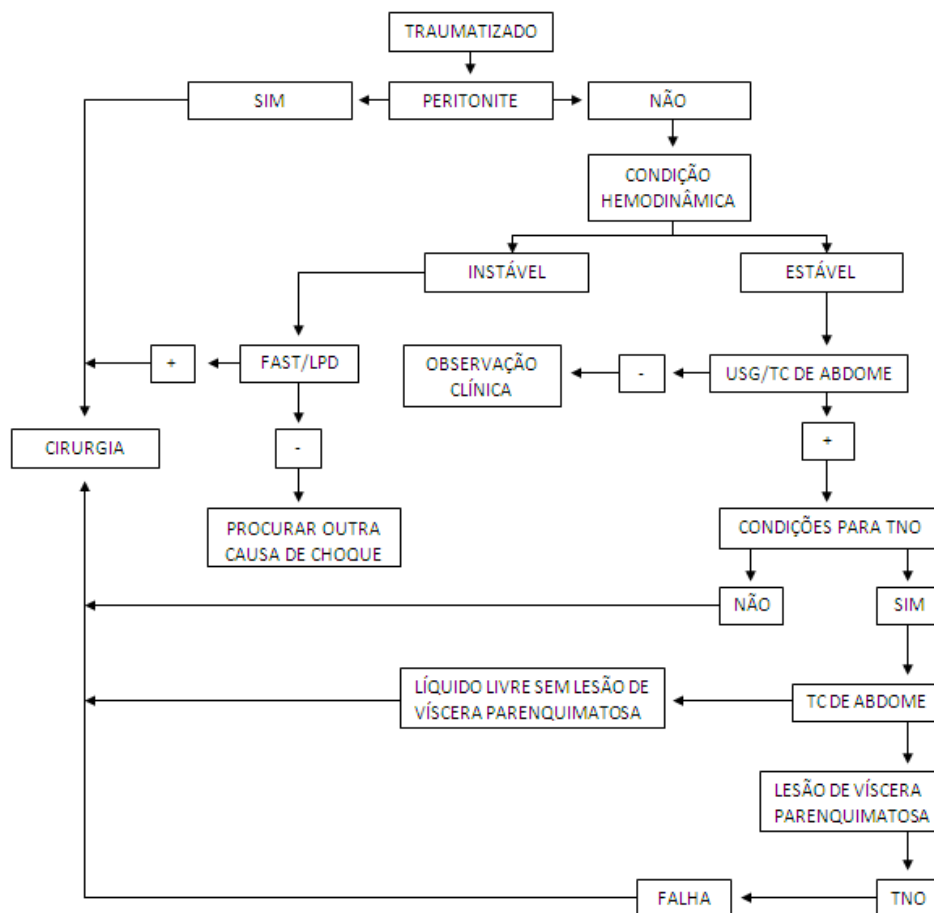 TRAUMATIZADO
SIM
PERITONITE
NÃO
CONDIÇÃO
HEMODINÂMICA
INSTÁVEL
ESTÁVEL
+
FAST/LPD
OBSERVAÇÃO
CLÍNICA
-
USG/TC DE ABDOME
CIRURGIA
-
+
PROCURAR OUTRA
CAUSA DE CHOQUE
CONDIÇÕES PARA TNO
NÃO
SIM
LÍQUIDO LIVRE SEM LESÃO DE
VÍSCERA PARENQUIMATOSA
TC DE ABDOME
LESÃO DE VÍSCERA
PARENQUIMATOSA
FALHA
TNO